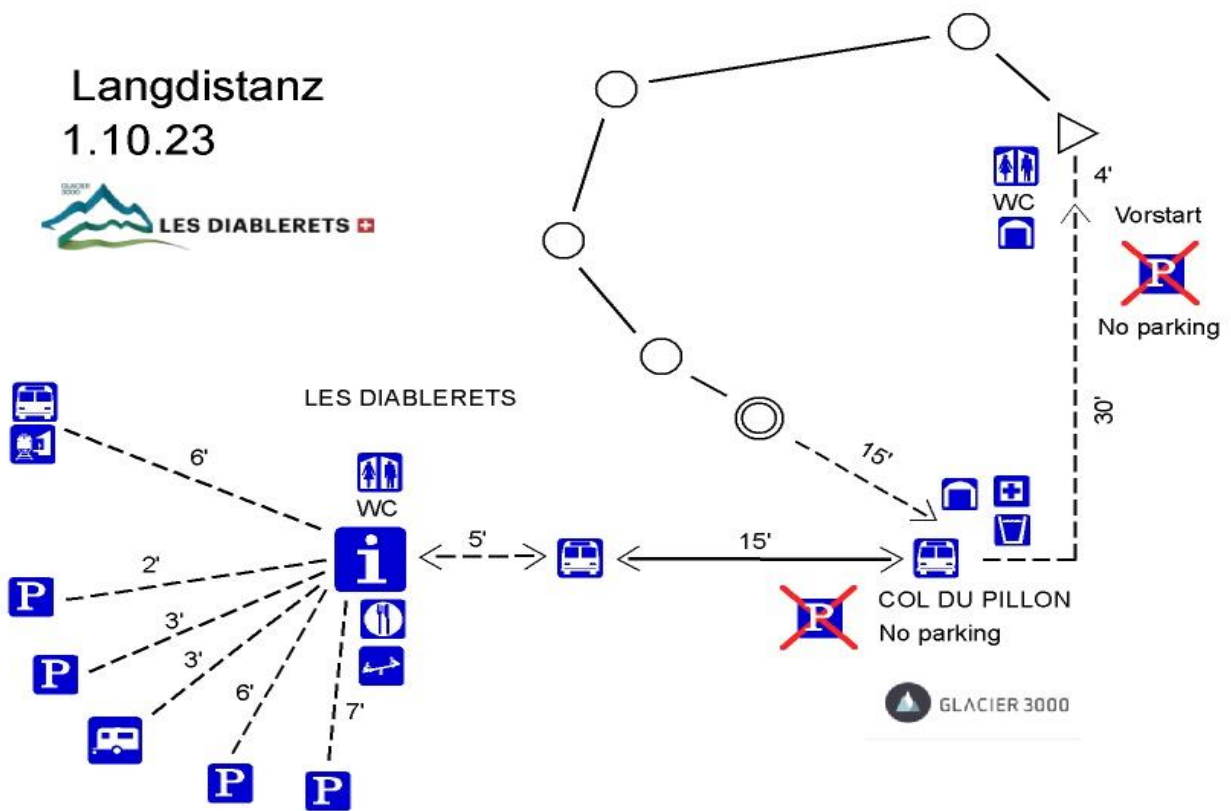 Langdistanz
1.10.23
GLACIER
3000
LES DIABLERETS
WC
4'
Vorstart
P
No parking
LES DIABLERETS
30'
6'
15'
WC
i
5'
15'
2'
P
3'
P
COL DU PILLON
No parking
P
3'
6'
7'
P
P
GLACIER 3000